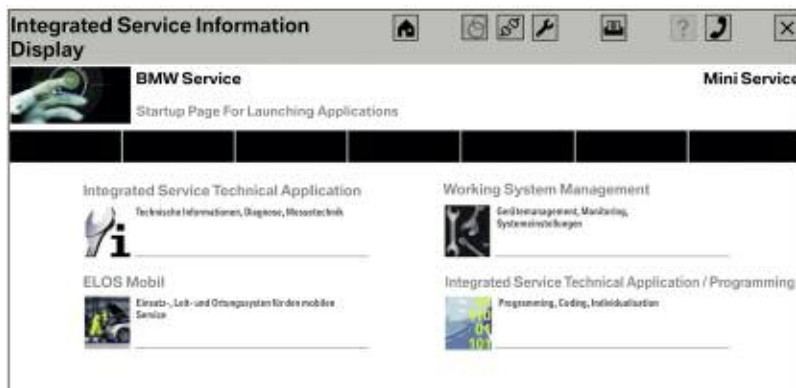 Integrated Service Information
Display
BMW Service
Mini Service
Startup Page For Launching Applications
Integrated Service Technical Application
Technische Informationen, Diagnose, Messtechnik
Working System Management
Gerätemanagement, Monitoring,
Systemeinstellungen
ELOS Mobil
Einsatz-, Leit- und Ortungssystem für den mobilen
Service
Integrated Service Technical Application / Programming
Programming, Coding, Individualisation